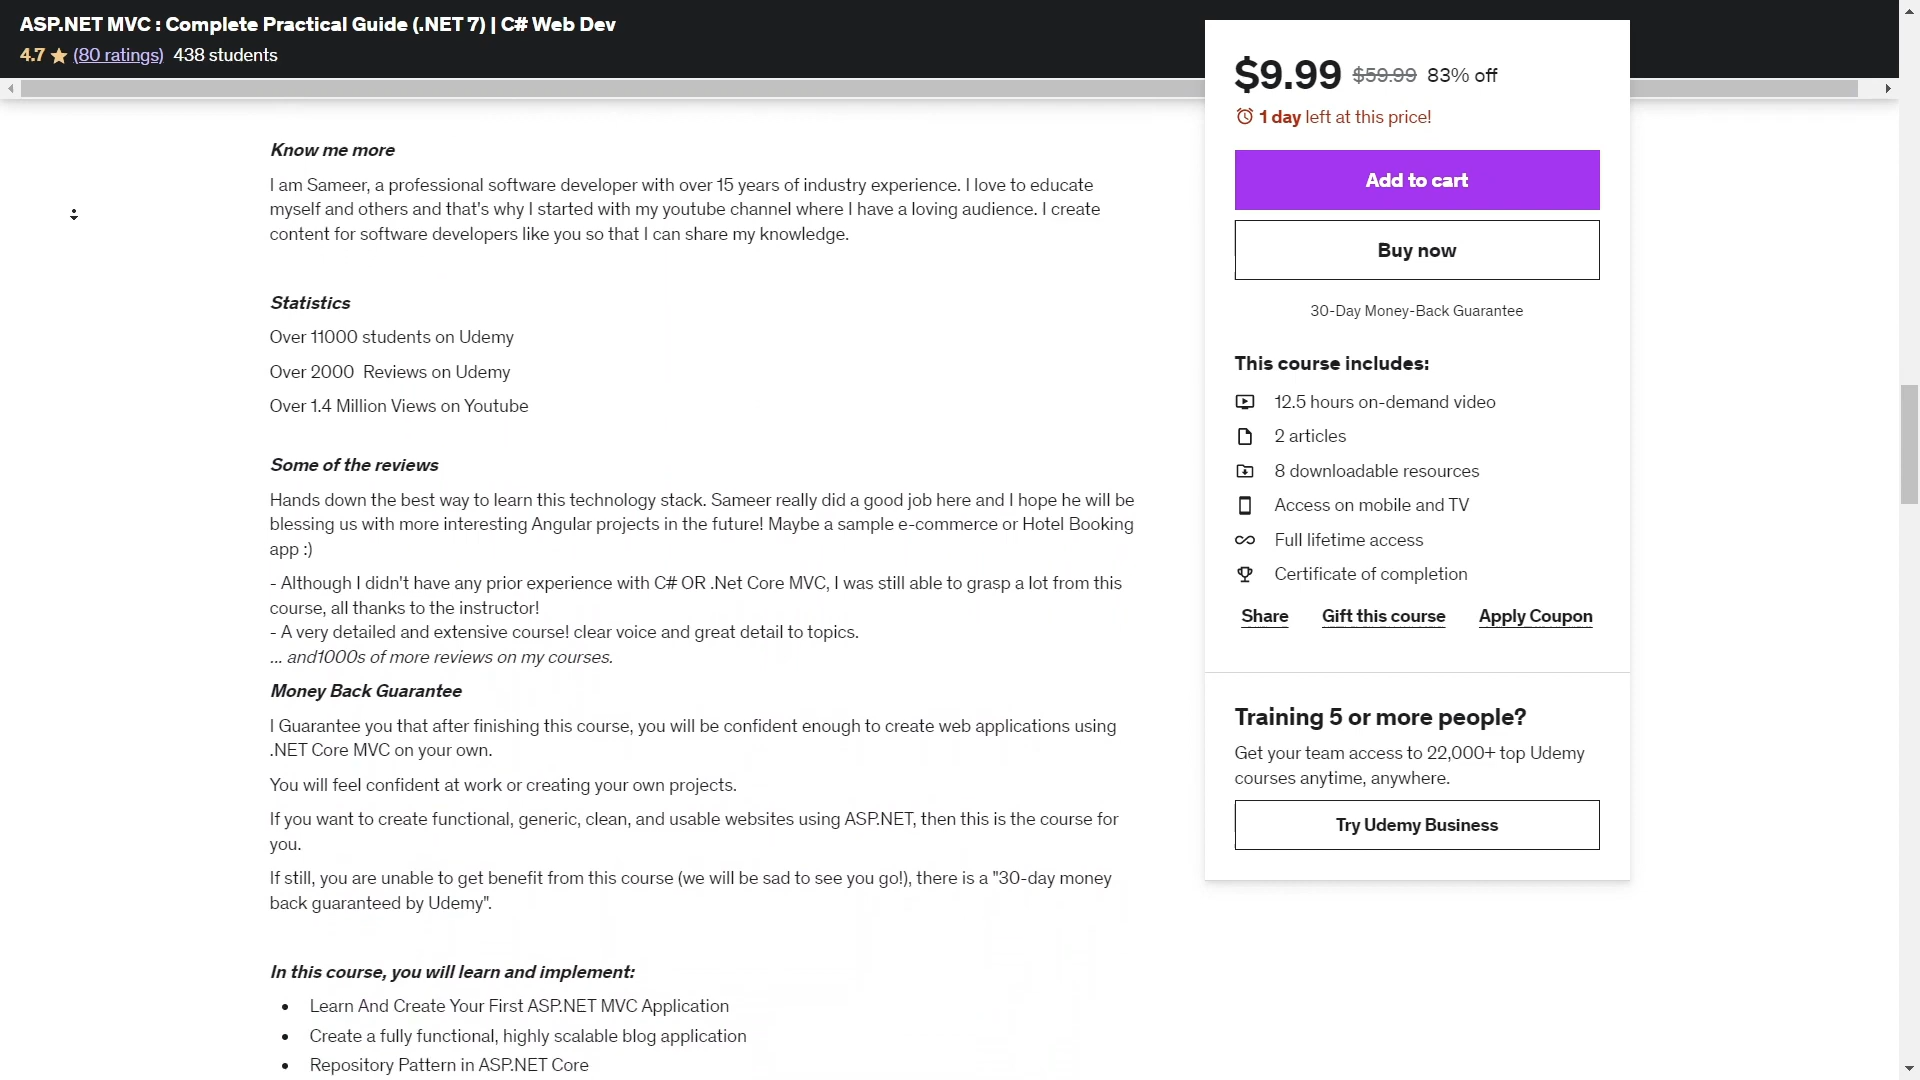 ASP.NET MVC : Complete Practical Guide (.NET 7) | C# Web Dev
4.7 (80 ratings) 438 students
Know me more
I am Sameer, a professional software developer with over 15 years of industry experience. I love to educate
myself and others and that's why I started with my youtube channel where I have a loving audience. I create
content for software developers like you so that I can share my knowledge.
Statistics
Over 11000 students on Udemy
Over 2000 Reviews on Udemy
Over 1.4 Million Views on Youtube
Some of the reviews
Hands down the best way to learn this technology stack. Sameer really did a good job here and I hope he will be
blessing us with more interesting Angular projects in the future! Maybe a sample e-commerce or Hotel Booking
app :)
- Although I didn't have any prior experience with C# OR .Net Core MVC, I was still able to grasp a lot from this
course, all thanks to the instructor!
- A very detailed and extensive course! clear voice and great detail to topics.
... and1000s of more reviews on my courses.
Money Back Guarantee
I Guarantee you that after finishing this course, you will be confident enough to create web applications using
.NET Core MVC on your own.
You will feel confident at work or creating your own projects.
If you want to create functional, generic, clean, and usable websites using ASP.NET, then this is the course for
you.
If still, you are unable to get benefit from this course (we will be sad to see you go!), there is a "30-day money
back guaranteed by Udemy".
In this course, you will learn and implement:
• Learn And Create Your First ASP.NET MVC Application
• Create a fully functional, highly scalable blog application
• Repository Pattern in ASP.NET Core
$9.99 $59.99 83% off
1 day left at this price!
Add to cart
Buy now
30-Day Money-Back Guarantee
This course includes:
12.5 hours on-demand video
2 articles
8 downloadable resources
Access on mobile and TV
Full lifetime access
Certificate of completion
Share Gift this course Apply Coupon
Training 5 or more people?
Get your team access to 22,000+ top Udemy
courses anytime, anywhere.
Try Udemy Business